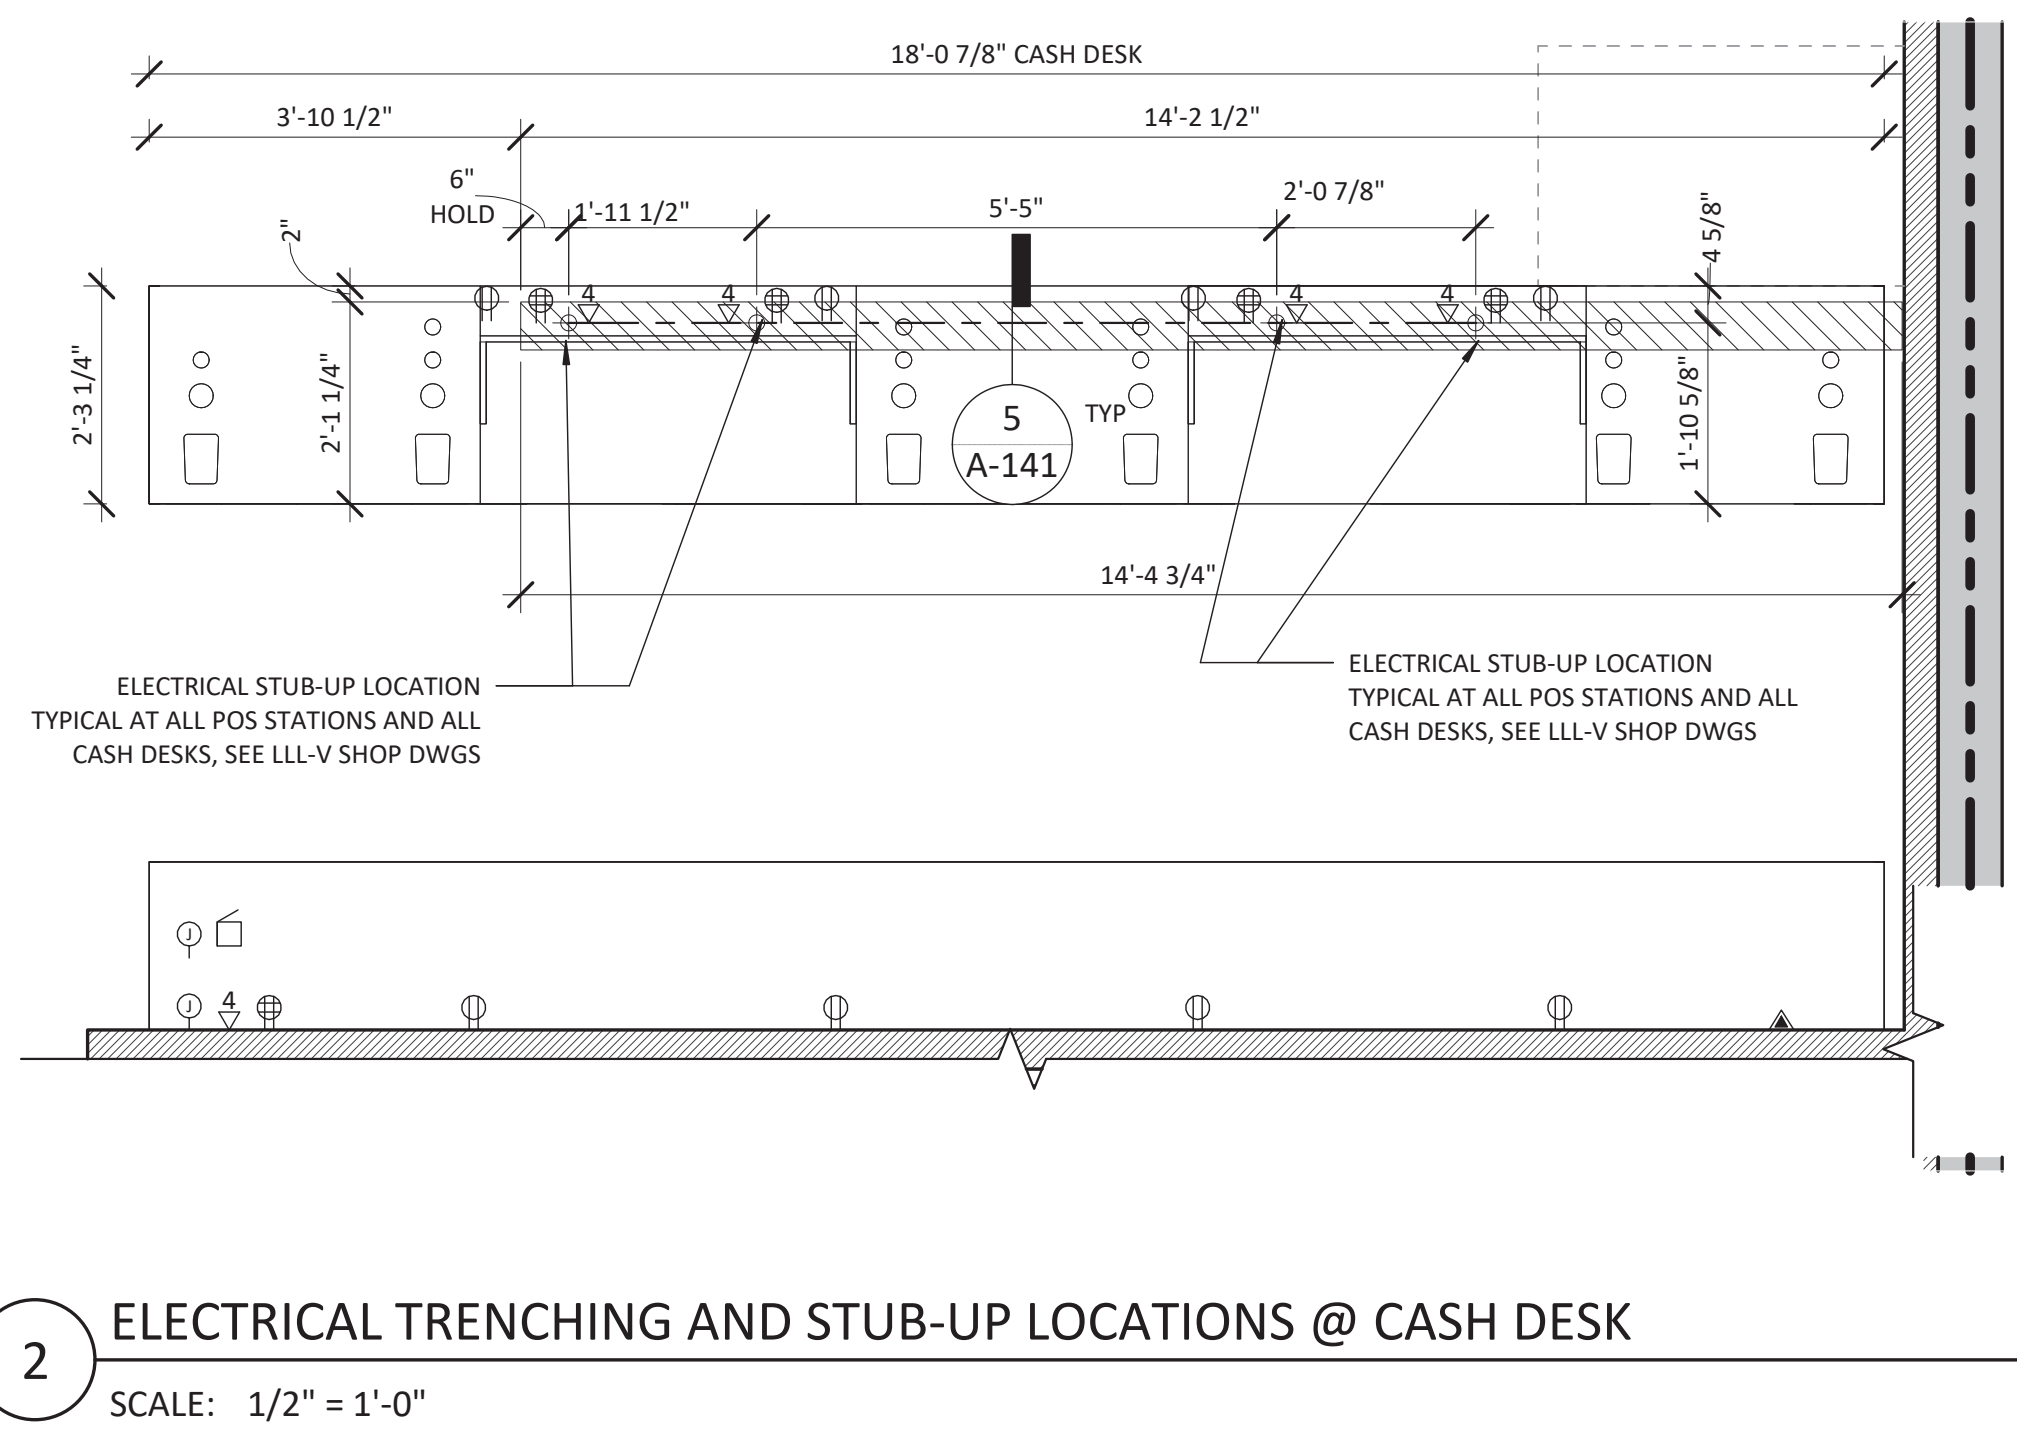 18'-0 7/8" CASH DESK
3'-10 1/2"
14'-2 1/2"
6"
HOLD
1'-11 1/2"
5'-5"
2'-0 7/8"
2"
4 5/8"
4
4
4
4
2'-3 1/4"
2'-1 1/4"
1'-10 5/8"
5
A-141
TYP
14'-4 3/4"
ELECTRICAL STUB-UP LOCATION
TYPICAL AT ALL POS STATIONS AND ALL
CASH DESKS, SEE LLL-V SHOP DWGS
ELECTRICAL STUB-UP LOCATION
TYPICAL AT ALL POS STATIONS AND ALL
CASH DESKS, SEE LLL-V SHOP DWGS
J
J
4
2
ELECTRICAL TRENCHING AND STUB-UP LOCATIONS @ CASH DESK
SCALE: 1/2" = 1'-0"